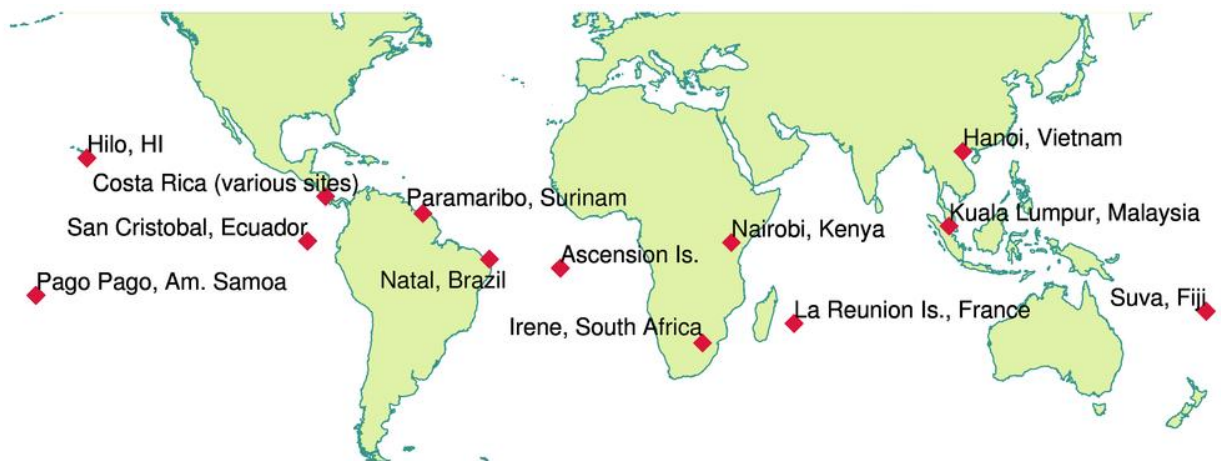 Hilo, HI
Hanoi, Vietnam
Costa Rica (various sites)
Paramaribo, Surinam
Kuala Lumpur, Malaysia
San Cristobal, Ecuador
Nairobi, Kenya
Ascension Is.
Natal, Brazil
Pago Pago, Am. Samoa
Suva, Fiji
La Reunion Is., France
Irene, South Africa